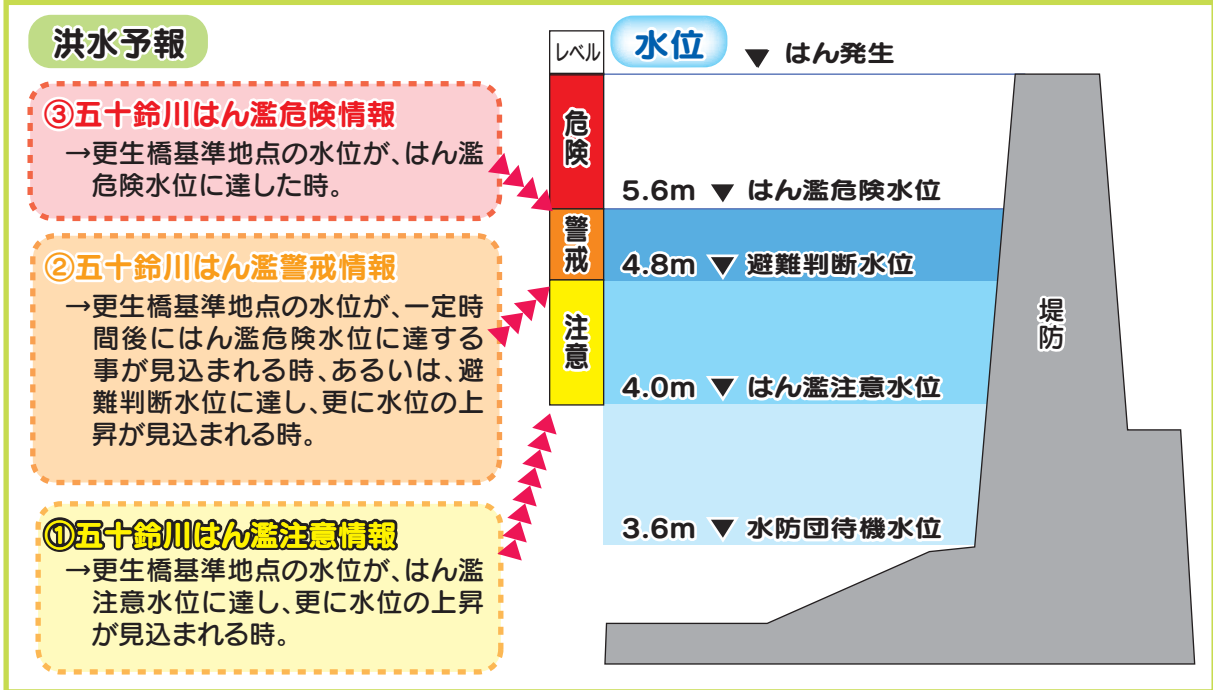 洪水予報
③五十鈴川はん濫危険情報
→更生橋基準地点の水位が、はん濫
危険水位に達した時。
②五十鈴川はん濫警戒情報
→更生橋基準地点の水位が、一定時
間後にはん濫危険水位に達する
事が見込まれる時、あるいは、避
難判断水位に達し、更に水位の上
昇が見込まれる時。
①五十鈴川はん濫注意情報
→更生橋基準地点の水位が、はん濫
注意水位に達し、更に水位の上昇
が見込まれる時。
レベル
危険
警戒
注意
水位
▼ はん発生
5.6m ▼ はん濫危険水位
4.8m ▼ 避難判断水位
4.0m ▼ はん濫注意水位
3.6m ▼ 水防団待機水位
堤防